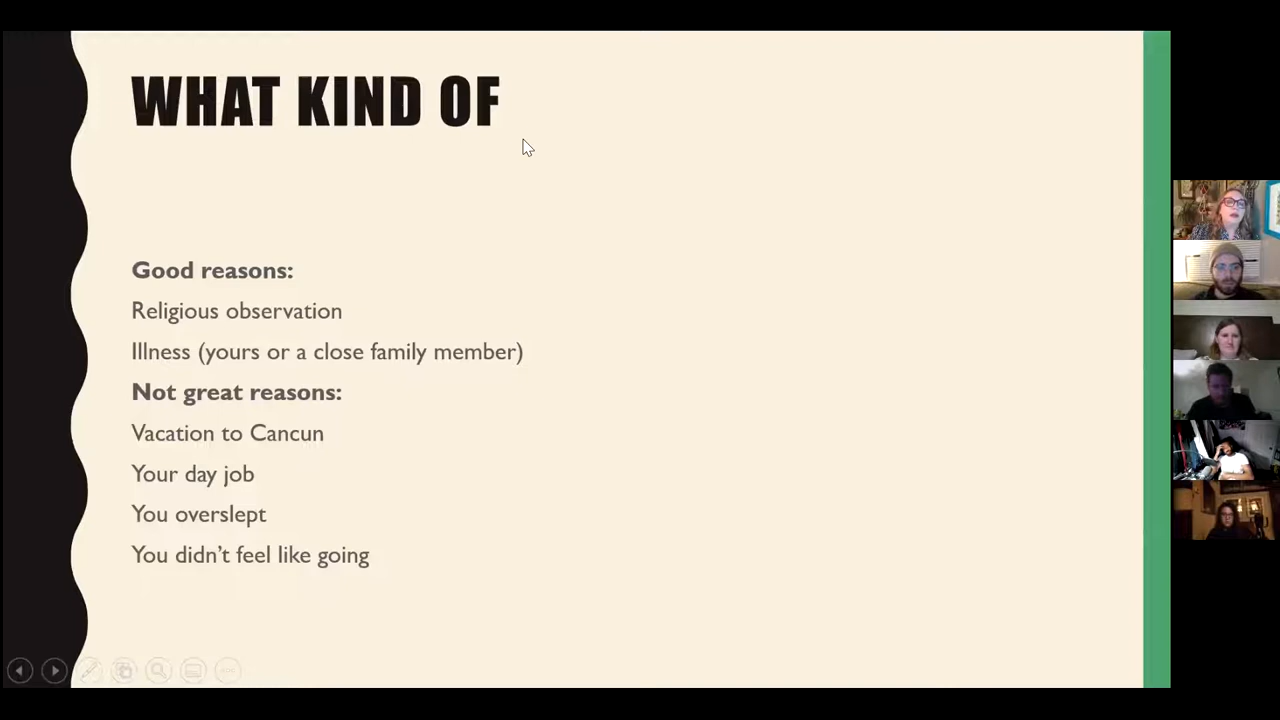 WHAT KIND OF
Good reasons:
Religious observation
Illness (yours or a close family member)
Not great reasons:
Vacation to Cancun
Your day job
You overslept
You didn't feel like going